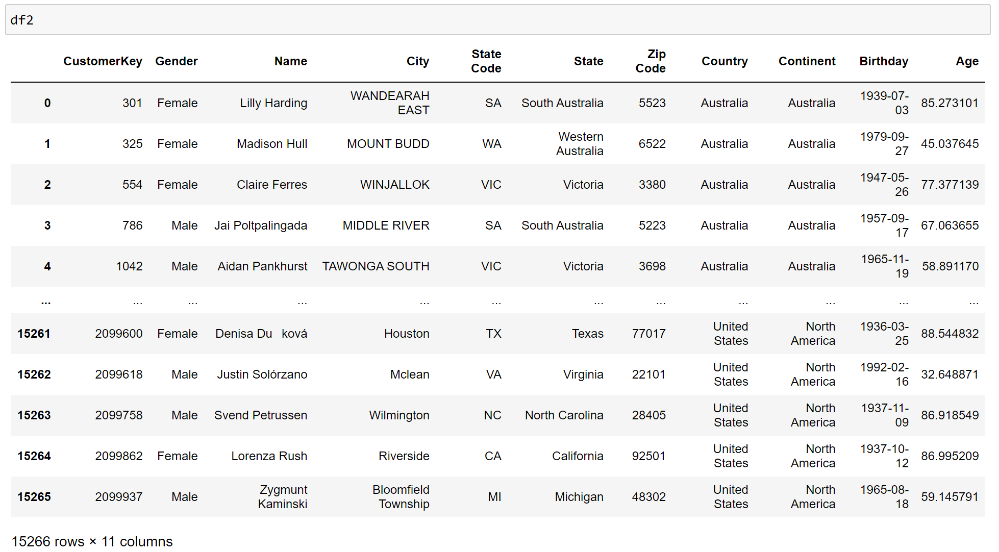 df2
CustomerKey Gender Name City State Code State Zip Code Country Continent Birthday Age
0 301 Female Lilly Harding WANDEARAH EAST SA South Australia 5523 Australia Australia 1939-07-03 85.273101
1 325 Female Madison Hull MOUNT BUDD WA Western Australia 6522 Australia Australia 1979-09-27 45.037645
2 554 Female Claire Ferres WINJALLOK VIC Victoria 3380 Australia Australia 1947-05-26 77.377139
3 786 Male Jai Poltpalingada MIDDLE RIVER SA South Australia 5223 Australia Australia 1957-09-17 67.063655
4 1042 Male Aidan Pankhurst TAWONGA SOUTH VIC Victoria 3698 Australia Australia 1965-11-19 58.891170
... ... ... ... ... ... ... ... ... ... ... ...
15261 2099600 Female Denisa Du ková Houston TX Texas 77017 United States North America 1936-03-25 88.544832
15262 2099618 Male Justin Solórzano Mclean VA Virginia 22101 United States North America 1992-02-16 32.648871
15263 2099758 Male Svend Petrussen Wilmington NC North Carolina 28405 United States North America 1937-11-09 86.918549
15264 2099862 Female Lorenza Rush Riverside CA California 92501 United States North America 1937-10-12 86.995209
15265 2099937 Male Zygmunt Kaminski Bloomfield Township MI Michigan 48302 United States North America 1965-08-18 59.145791
15266 rows × 11 columns